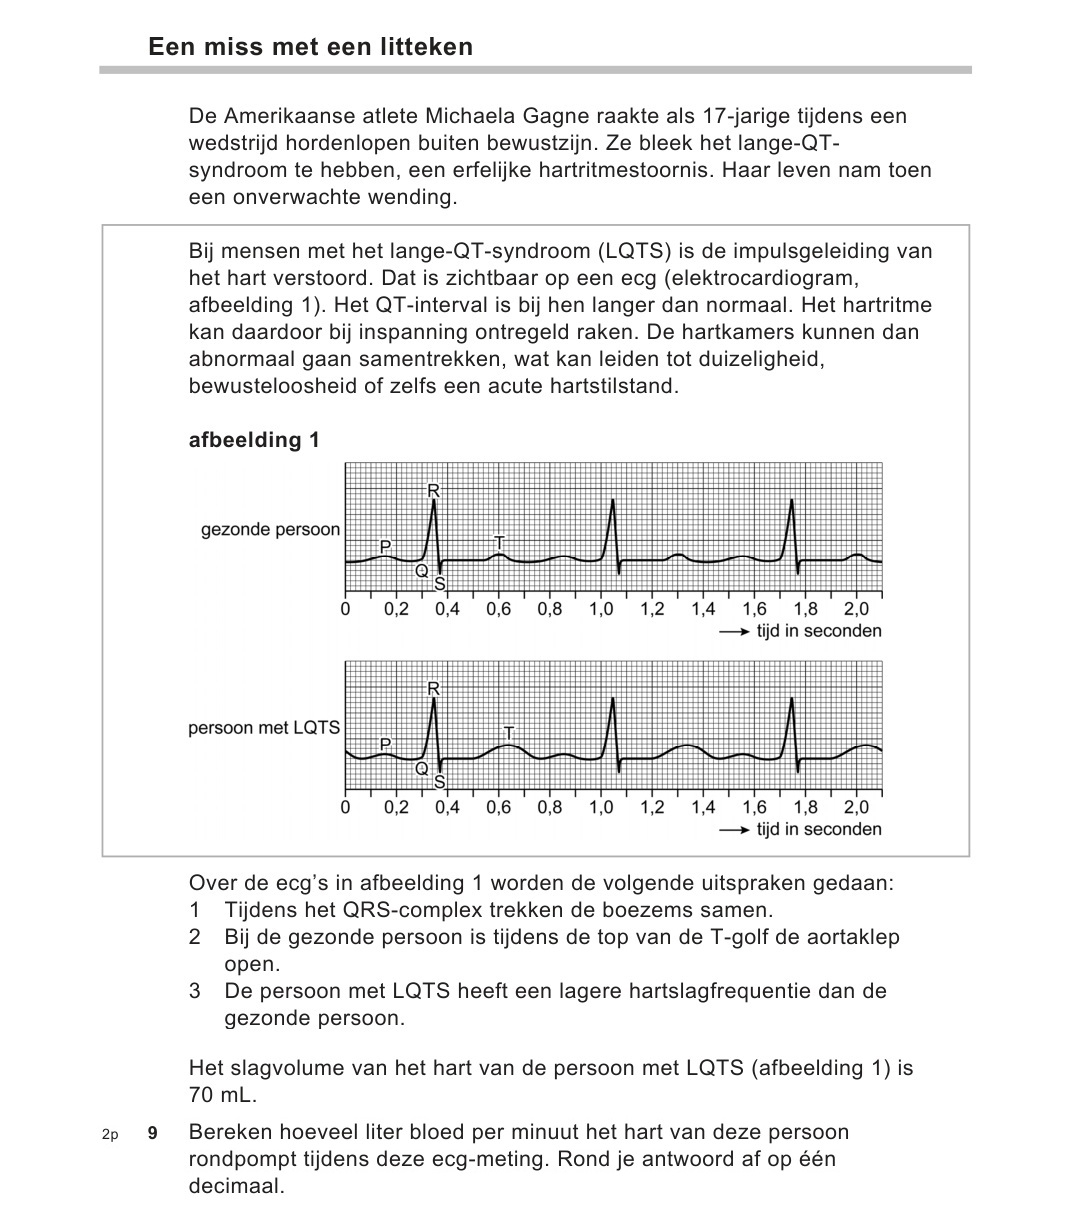 Een miss met een litteken
De Amerikaanse atlete Michaela Gagne raakte als 17-jarige tijdens een
wedstrijd hordenlopen buiten bewustzijn. Ze bleek het lange-QT-
syndroom te hebben, een erfelijke hartritmestoornis. Haar leven nam toen
een onverwachte wending.
Bij mensen met het lange-QT-syndroom (LQTS) is de impulsgeleiding van
het hart verstoord. Dat is zichtbaar op een ecg (elektrocardiogram,
afbeelding 1). Het QT-interval is bij hen langer dan normaal. Het hartritme
kan daardoor bij inspanning ontregeld raken. De hartkamers kunnen dan
abnormaal gaan samentrekken, wat kan leiden tot duizeligheid,
bewusteloosheid of zelfs een acute hartstilstand.
afbeelding 1
R
gezonde persoon
P
T
Q
S
0 0,2 0,4 0,6 0,8 1,0 1,2 1,4 1,6 1,8 2,0
tijd in seconden
R
persoon met LQTS
P
T
Q
S
0 0,2 0,4 0,6 0,8 1,0 1,2 1,4 1,6 1,8 2,0
tijd in seconden
Over de ecg's in afbeelding 1 worden de volgende uitspraken gedaan:
1 Tijdens het QRS-complex trekken de boezems samen.
2 Bij de gezonde persoon is tijdens de top van de T-golf de aortaklep
open.
3 De persoon met LQTS heeft een lagere hartslagfrequentie dan de
gezonde persoon.
Het slagvolume van het hart van de persoon met LQTS (afbeelding 1) is
70 mL.
2p 9 Bereken hoeveel liter bloed per minuut het hart van deze persoon
rondpompt tijdens deze ecg-meting. Rond je antwoord af op één
decimaal.